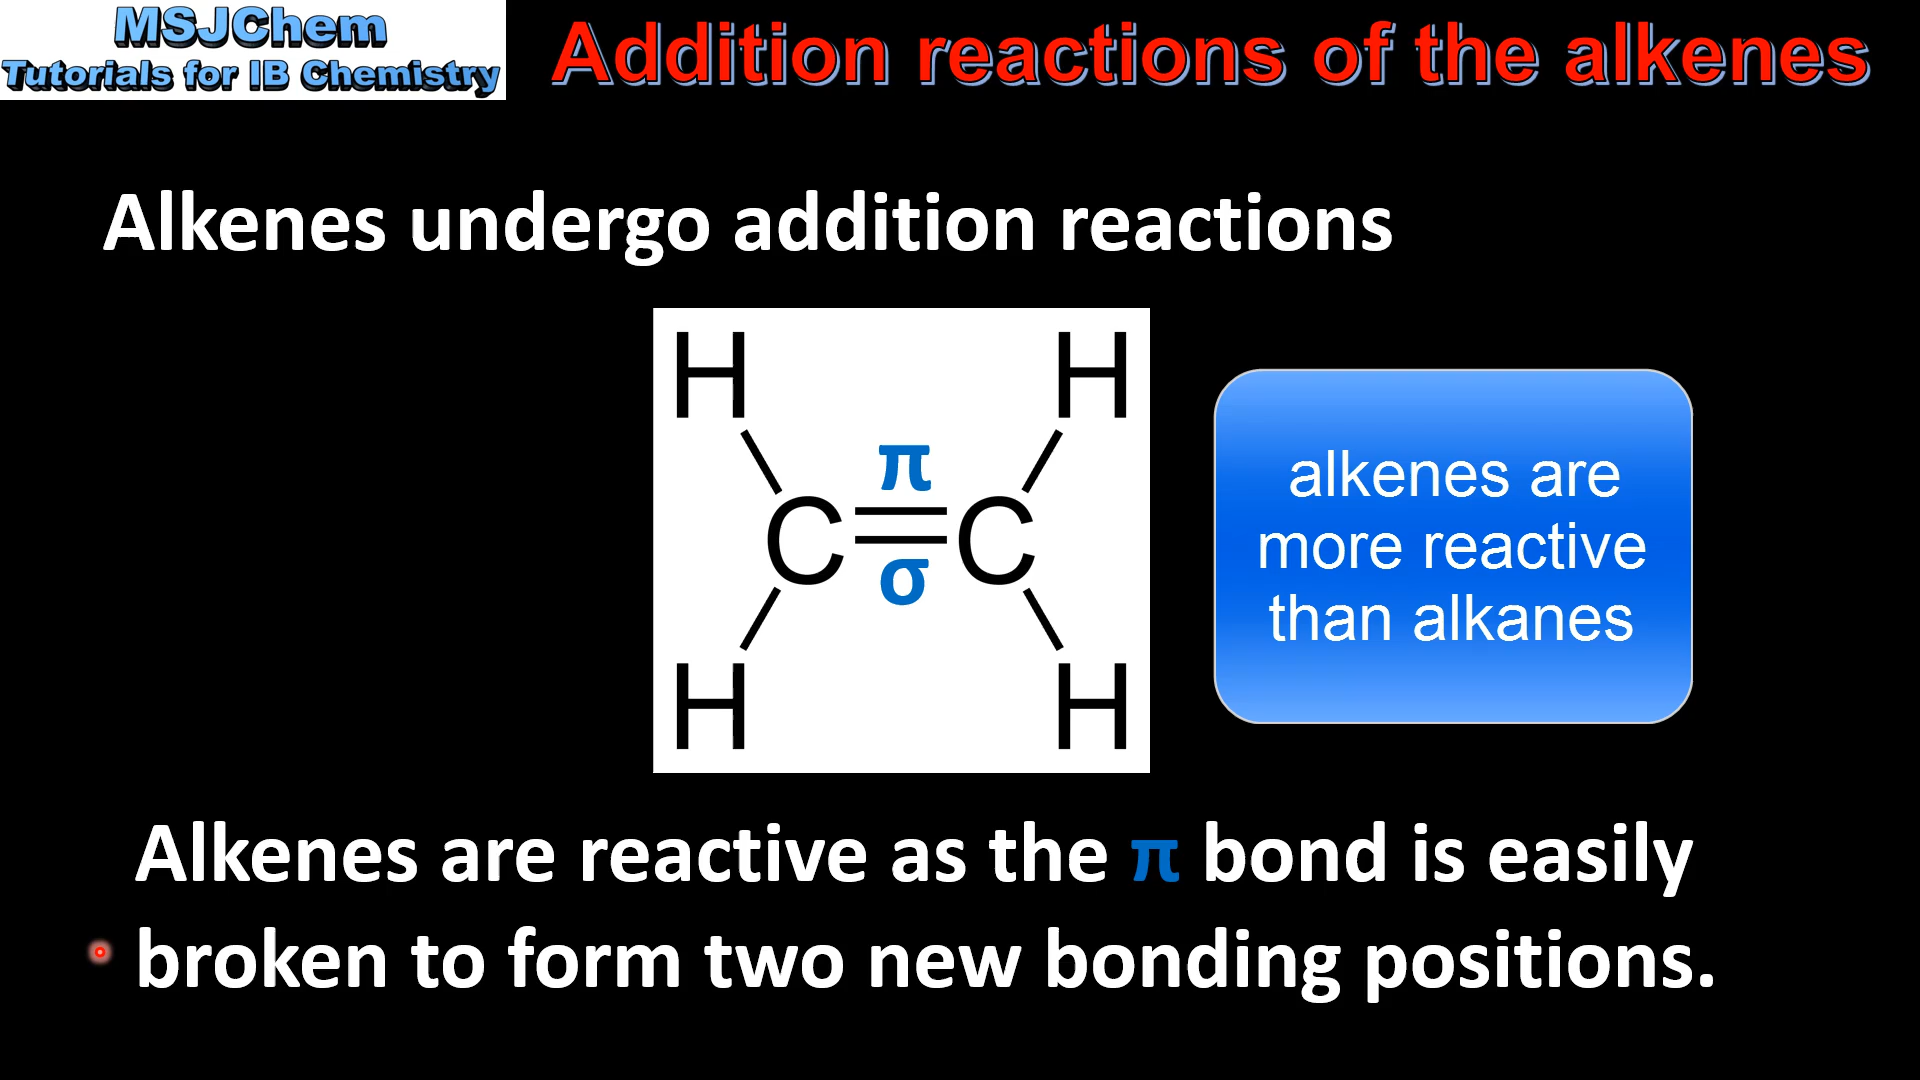 MSJChem
Tutorials for IB Chemistry
Addition reactions of the alkenes
Alkenes undergo addition reactions
H H
π
C C
σ
H H
alkenes are
more reactive
than alkanes
Alkenes are reactive as the π bond is easily
broken to form two new bonding positions.